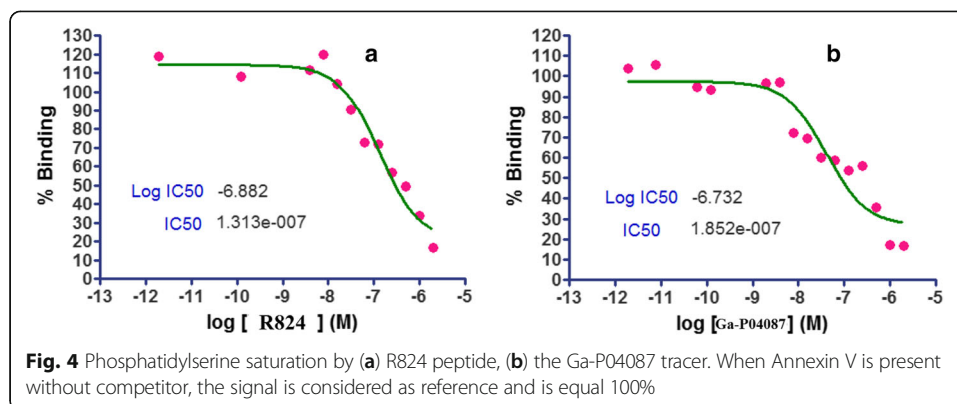 130
120
110
100
90
80
70
60
50
40
30
20
10
0
% Binding
a
Log IC50 -6.882
IC50 1.313e-007
-13 -12 -11 -10 -9 -8 -7 -6 -5
log [ R824 ] (M)
120
110
100
90
80
70
60
50
40
30
20
10
0
% Binding
b
Log IC50 -6.732
IC50 1.852e-007
-13 -12 -11 -10 -9 -8 -7 -6 -5
log [Ga-P04087] (M)
Fig. 4 Phosphatidylserine saturation by (a) R824 peptide, (b) the Ga-P04087 tracer. When Annexin V is present
without competitor, the signal is considered as reference and is equal 100%